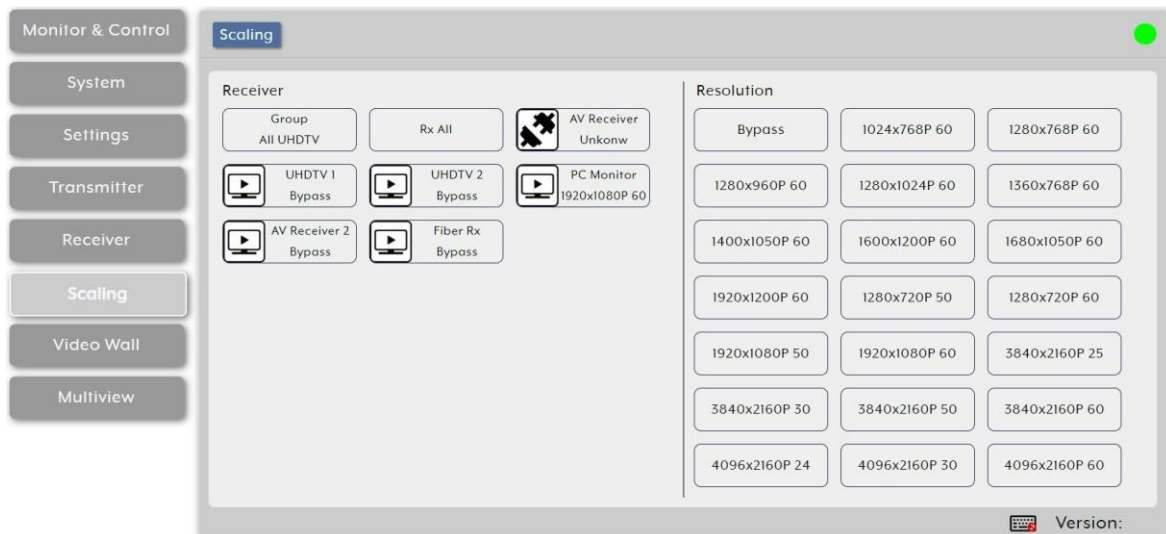 Monitor & Control
System
Settings
Transmitter
Receiver
Scaling
Video Wall
Multiview
Scaling
Receiver
Group
All UHDTV
Rx All
AV Receiver
Unkonw
UHDTV 1
Bypass
UHDTV 2
Bypass
PC Monitor
1920x1080P 60
AV Receiver 2
Bypass
Fiber Rx
Bypass
Resolution
Bypass
1024x768P 60
1280x768P 60
1280x960P 60
1280x1024P 60
1360x768P 60
1400x1050P 60
1600x1200P 60
1680x1050P 60
1920x1200P 60
1280x720P 50
1280x720P 60
1920x1080P 50
1920x1080P 60
3840x2160P 25
3840x2160P 30
3840x2160P 50
3840x2160P 60
4096x2160P 24
4096x2160P 30
4096x2160P 60
Version: